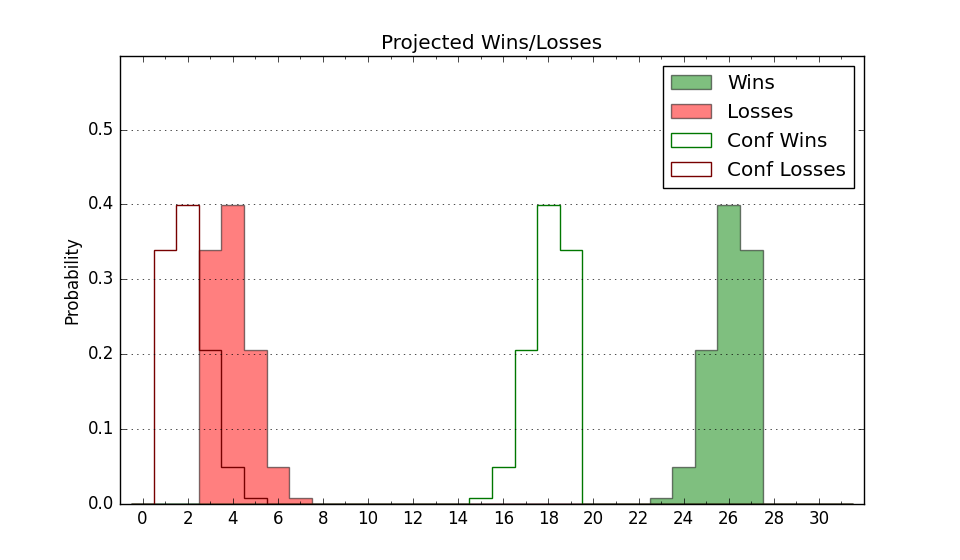 Projected Wins/Losses
Wins
Losses
Conf Wins
Conf Losses
Probability
0.5
0.4
0.3
0.2
0.1
0.0
0 2 4 6 8 10 12 14 16 18 20 22 24 26 28 30